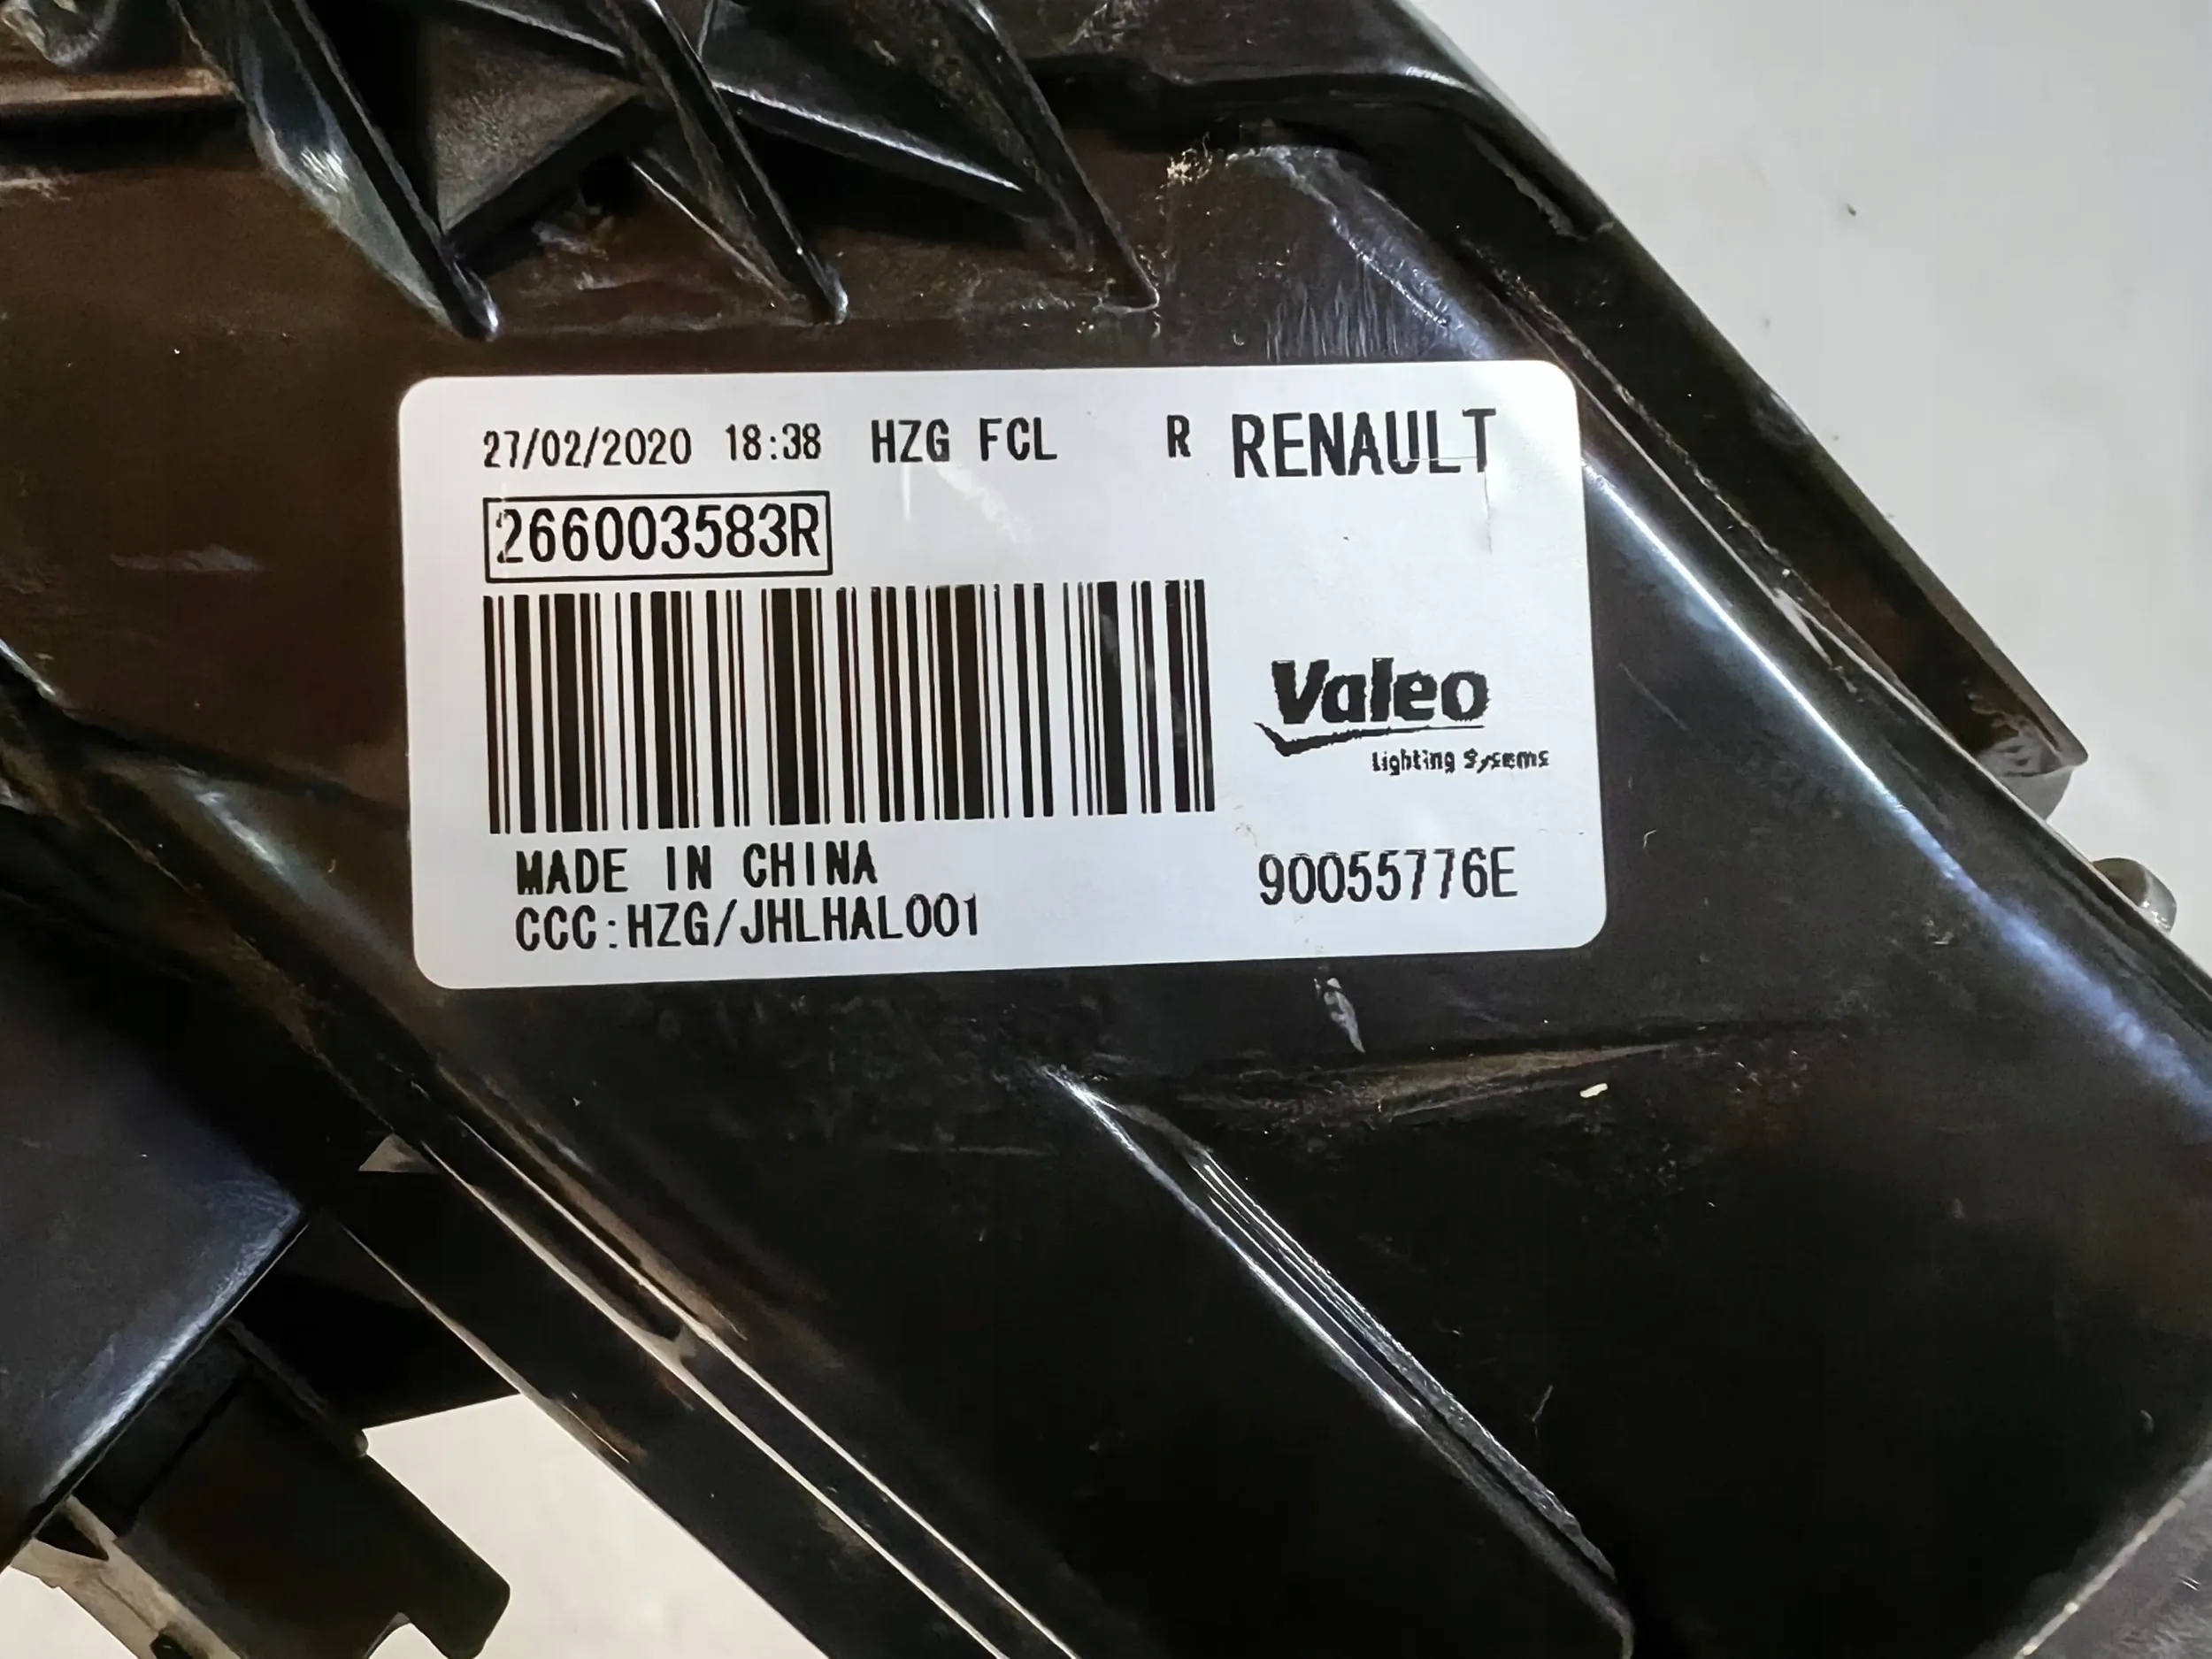 27/02/2020 18:38 HZG FCL R RENAULT
266003583R
Valeo
Lighting Systems
MADE IN CHINA
90055776E
CCC:HZG/JHLHAL001